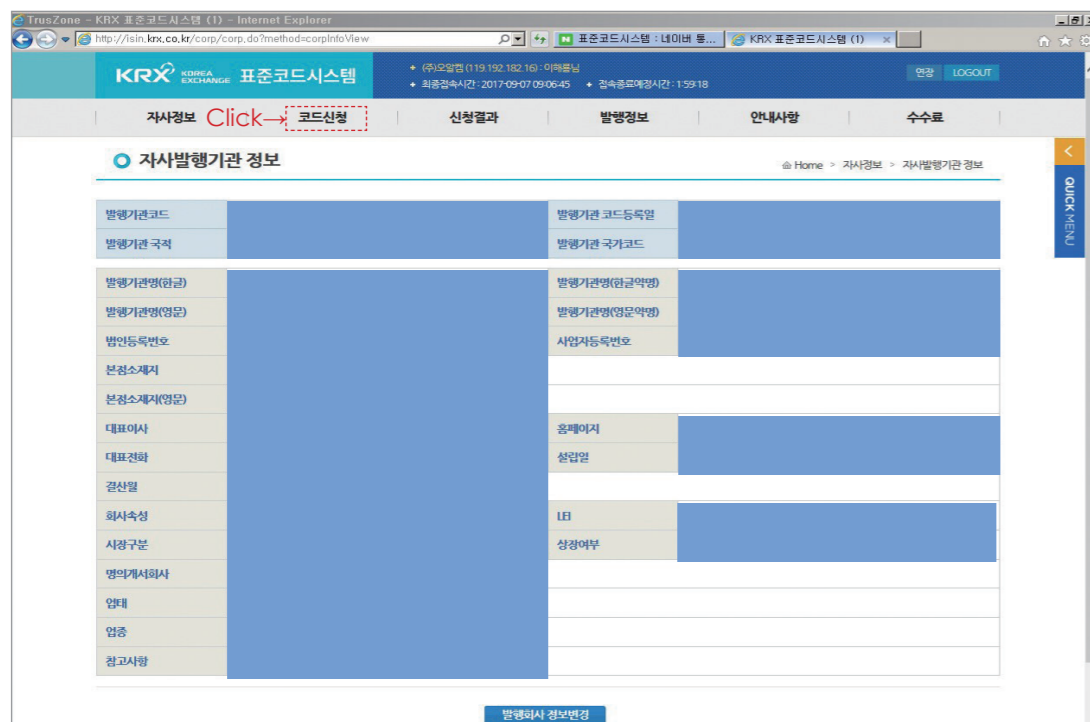 TrusZone - KRX 표준코드시스템 (1) - Internet Explorer
http://isin.krx.co.kr/corp/corp.do?method=corpInfoView
표준코드시스템 : 네이버 통...
KRX 표준코드시스템 (1)
KRX KOREA EXCHANGE 표준코드시스템
(주)오알켐 (119.192.182.16) : 이해룡님
최종접속시간 : 2017-09-07 09:06:45 접속종료예정시간 : 1:59:18
연장 LOGOUT
자사정보 Click→ 코드신청 신청결과 발행정보 안내사항 수수료
자사발행기관 정보
Home > 자사정보 > 자사발행기관 정보
QUICK MENU
발행기관코드 발행기관 코드등록일
발행기관 국적 발행기관 국가코드
발행기관명(한글) 발행기관명(한글약명)
발행기관명(영문) 발행기관명(영문약명)
법인등록번호 사업자등록번호
본점소재지
본점소재지(영문)
대표이사 홈페이지
대표전화 설립일
결산월
회사속성 LEI
시장구분 상장여부
명의개서회사
업태
업종
참고사항
발행회사 정보변경